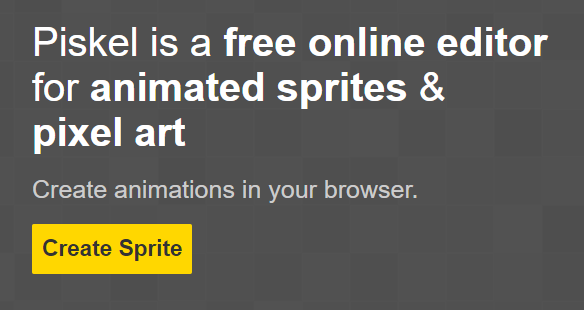 Piskel is a free online editor
for animated sprites &
pixel art
Create animations in your browser.
Create Sprite